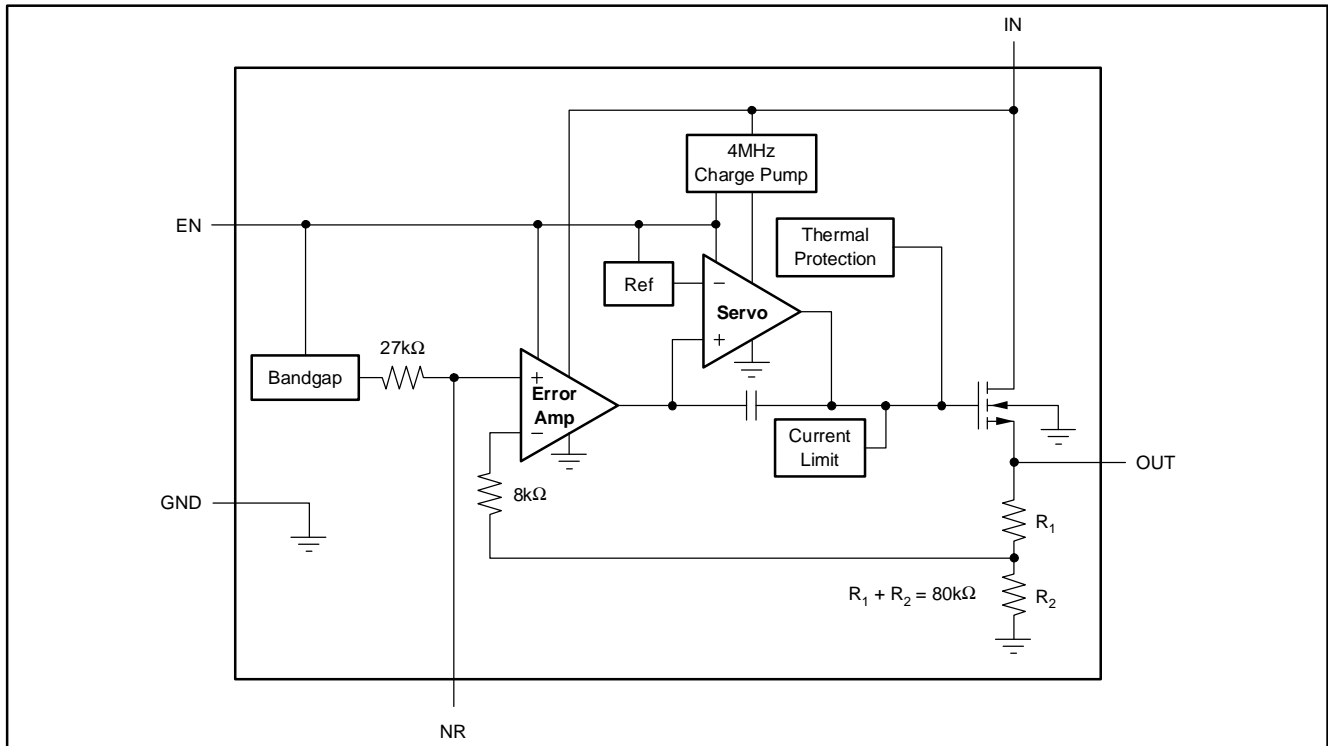 IN
4MHz
Charge Pump
EN
Thermal
Protection
Ref
−
Servo
+
27kΩ
Bandgap
+
Error
Amp
−
Current
Limit
OUT
GND
8kΩ
R1
R1 + R2 = 80kΩ
R2
NR